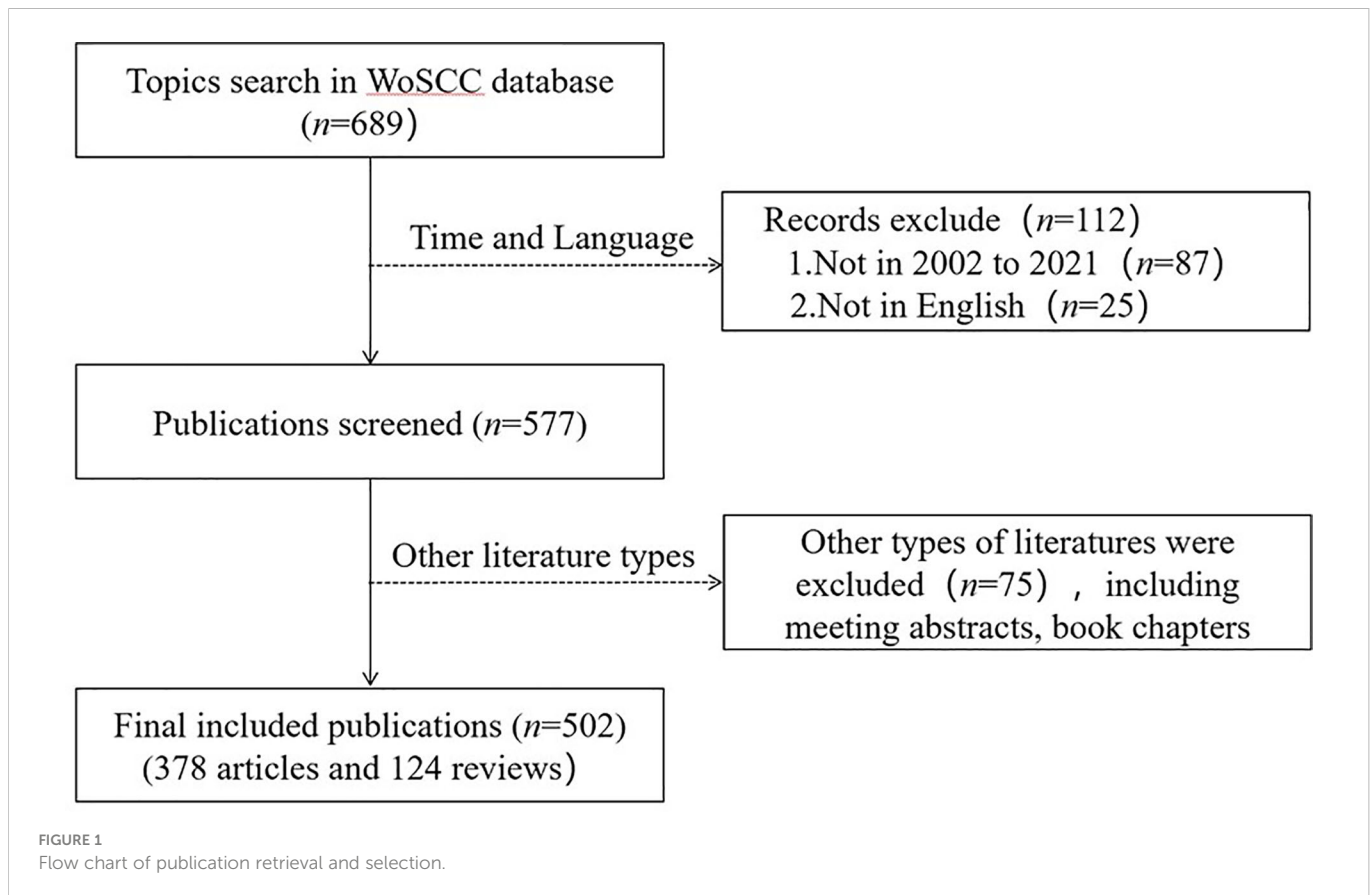 Topics search in WoSCC database
(n=689)
Time and Language
Records exclude (n=112)
1.Not in 2002 to 2021 (n=87)
2.Not in English (n=25)
Publications screened (n=577)
Other literature types
Other types of literatures were
excluded (n=75) , including
meeting abstracts, book chapters
Final included publications (n=502)
(378 articles and 124 reviews)
FIGURE 1
Flow chart of publication retrieval and selection.